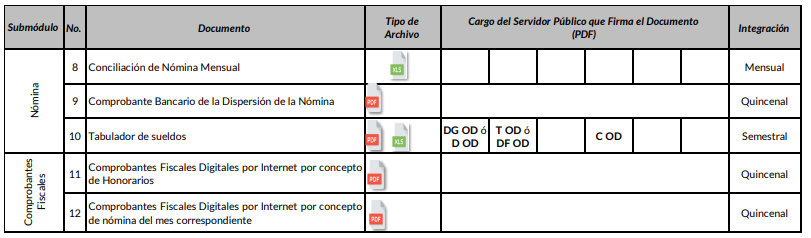 Submódulo No. Documento Tipo de Archivo Cargo del Servidor Público que Firma el Documento (PDF) Integración
Nómina
8 Conciliación de Nómina Mensual XLS Mensual
9 Comprobante Bancario de la Dispersión de la Nómina PDF Quincenal
10 Tabulador de sueldos PDF XLS DG OD ó D OD T OD ó DF OD C OD Semestral
Comprobantes Fiscales
11 Comprobantes Fiscales Digitales por Internet por concepto de Honorarios PDF Quincenal
12 Comprobantes Fiscales Digitales por Internet por concepto de nómina del mes correspondiente PDF Quincenal